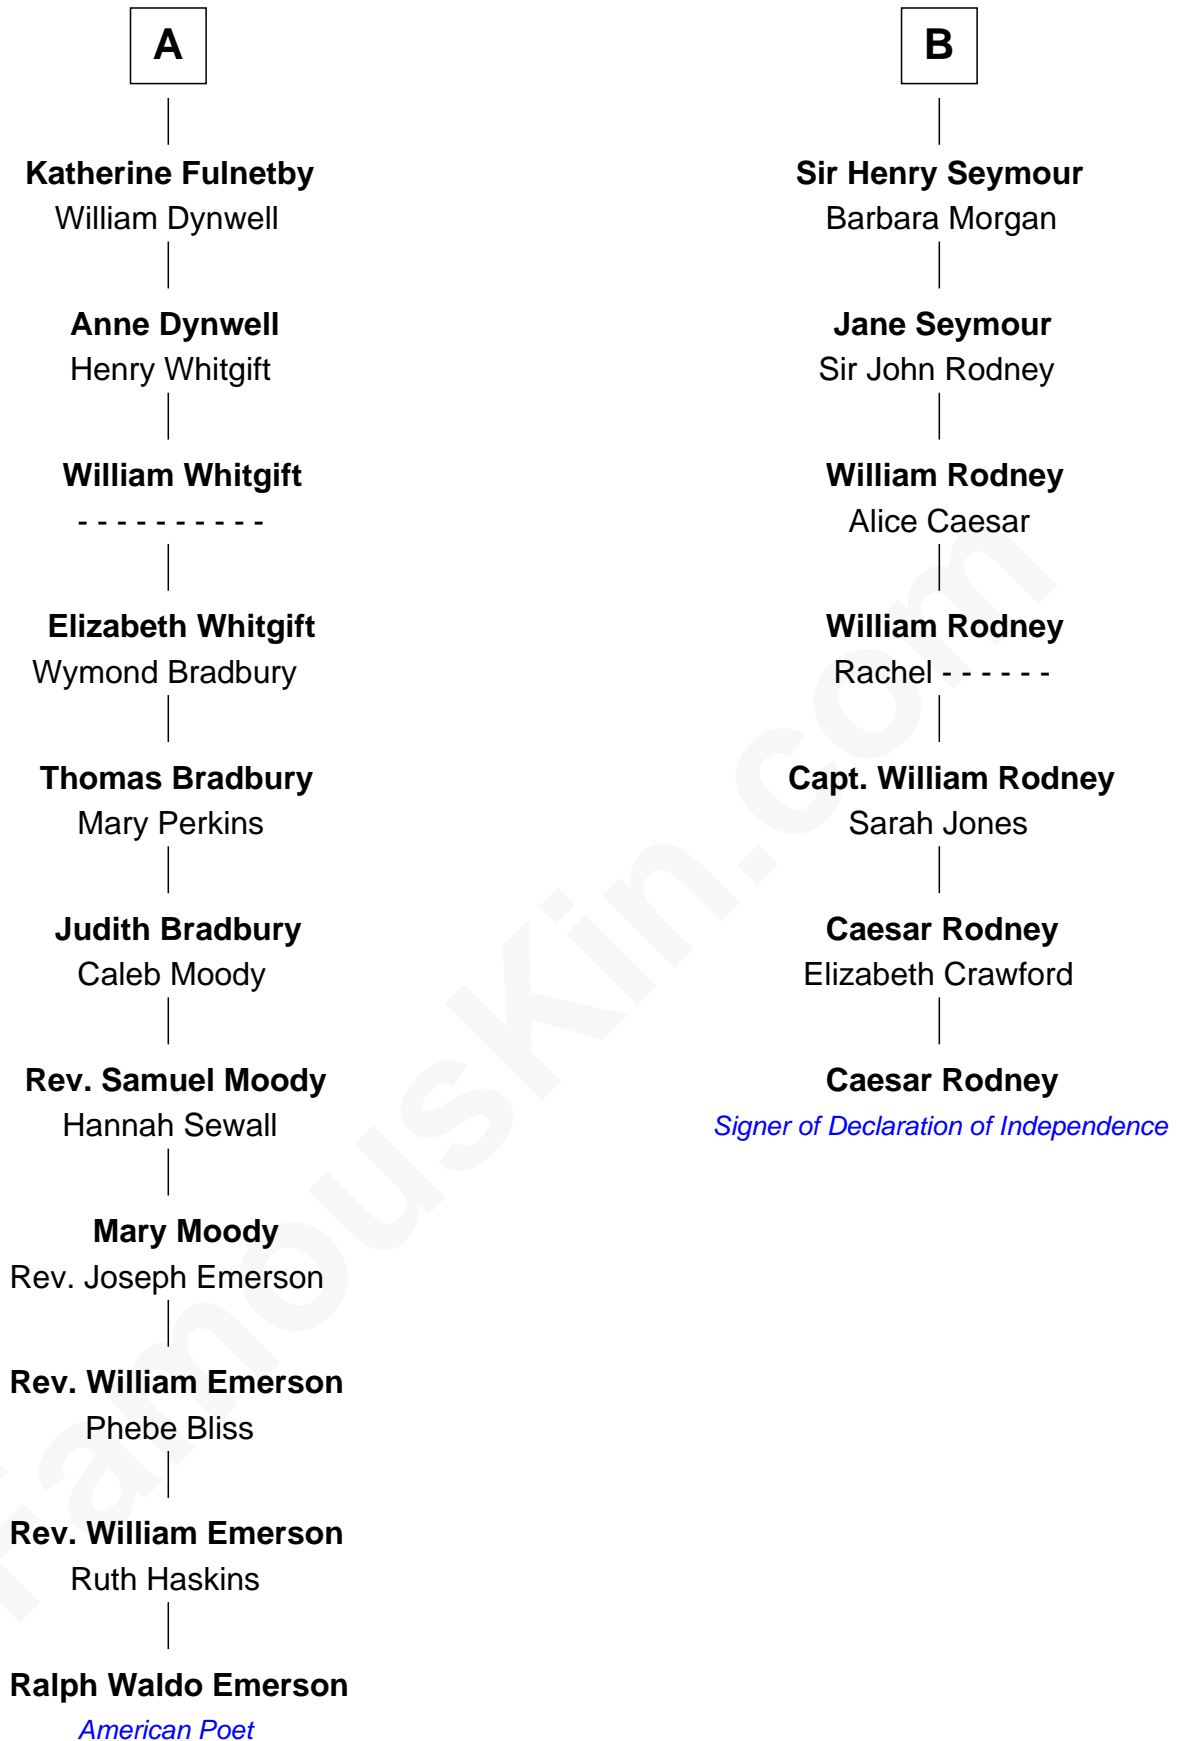 A
Katherine Fulnetby
William Dynwell
Anne Dynwell
Henry Whitgift
William Whitgift
- - - - - - - - - -
Elizabeth Whitgift
Wymond Bradbury
Thomas Bradbury
Mary Perkins
Judith Bradbury
Caleb Moody
Rev. Samuel Moody
Hannah Sewall
Mary Moody
Rev. Joseph Emerson
Rev. William Emerson
Phebe Bliss
Rev. William Emerson
Ruth Haskins
Ralph Waldo Emerson
American Poet
B
Sir Henry Seymour
Barbara Morgan
Jane Seymour
Sir John Rodney
William Rodney
Alice Caesar
William Rodney
Rachel - - - - - -
Capt. William Rodney
Sarah Jones
Caesar Rodney
Elizabeth Crawford
Caesar Rodney
Signer of Declaration of Independence
FamousKin.com